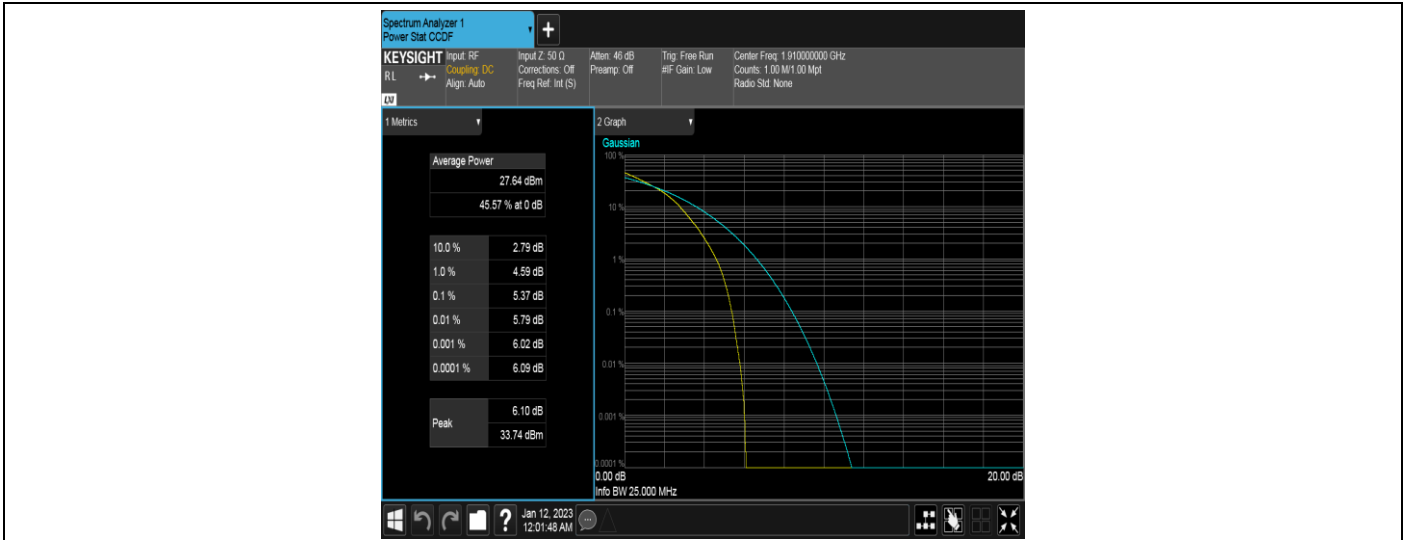 Spectrum Analyzer 1
Power Stat CCDF
+
KEYSIGHT
RL
LXI
Input: RF
Coupling: DC
Align: Auto
Input Z: 50 Ω
Corrections: Off
Freq Ref: Int (S)
Atten: 46 dB
Preamp: Off
Trig: Free Run
#IF Gain: Low
Center Freq: 1.910000000 GHz
Counts: 1.00 M/1.00 Mpt
Radio Std: None
1 Metrics
Average Power
27.64 dBm
45.57 % at 0 dB
10.0 % 2.79 dB
1.0 % 4.59 dB
0.1 % 5.37 dB
0.01 % 5.79 dB
0.001 % 6.02 dB
0.0001 % 6.09 dB
Peak
6.10 dB
33.74 dBm
2 Graph
Gaussian
100 %
10 %
1 %
0.1 %
0.01 %
0.001 %
0.0001 %
0.00 dB 20.00 dB
Info BW 25.000 MHz
?
Jan 12, 2023
12:01:48 AM